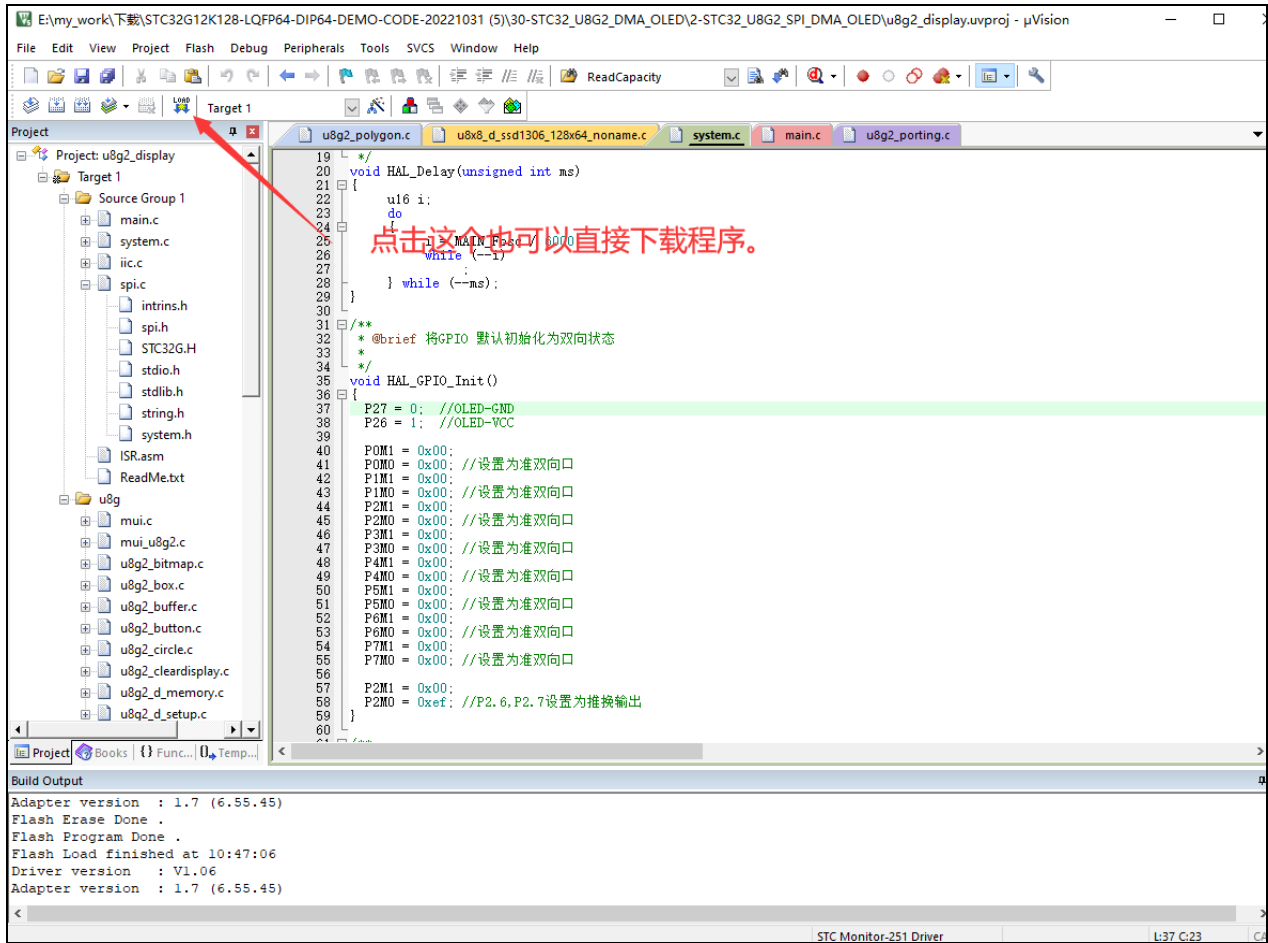 E:\my_work\下载\STC32G12K128-LQFP64-DIP64-DEMO-CODE-20221031 (5)\30-STC32_U8G2_DMA_OLED\2-STC32_U8G2_SPI_DMA_OLED\u8g2_display.uvproj - µVision
File Edit View Project Flash Debug Peripherals Tools SVCS Window Help
ReadCapacity
LOAD Target 1
Project
u8g2_polygon.c u8x8_d_ssd1306_128x64_noname.c system.c main.c u8g2_porting.c
Project: u8g2_display
Target 1
Source Group 1
main.c
system.c
iic.c
spi.c
intrins.h
spi.h
STC32G.H
stdio.h
stdlib.h
string.h
system.h
ISR.asm
ReadMe.txt
u8g
mui.c
mui_u8g2.c
u8g2_bitmap.c
u8g2_box.c
u8g2_buffer.c
u8g2_button.c
u8g2_circle.c
u8g2_cleardisplay.c
u8g2_d_memory.c
u8g2_d_setup.c
Project Books {} Func... Temp...
19 */
20 void HAL_Delay(unsigned int ms)
21 {
22 u16 i;
23 do
24 {
25 i = MAIN_Fosc / 6000
点击这个也可以直接下载程序。
26 while (--i)
27 ;
28 } while (--ms);
29 }
30
31 /**
32 * @brief 将GPIO 默认初始化为双向状态
33 *
34 */
35 void HAL_GPIO_Init()
36 {
37 P27 = 0; //OLED-GND
38 P26 = 1; //OLED-VCC
39
40 P0M1 = 0x00;
41 P0M0 = 0x00; //设置为准双向口
42 P1M1 = 0x00;
43 P1M0 = 0x00; //设置为准双向口
44 P2M1 = 0x00;
45 P2M0 = 0x00; //设置为准双向口
46 P3M1 = 0x00;
47 P3M0 = 0x00; //设置为准双向口
48 P4M1 = 0x00;
49 P4M0 = 0x00; //设置为准双向口
50 P5M1 = 0x00;
51 P5M0 = 0x00; //设置为准双向口
52 P6M1 = 0x00;
53 P6M0 = 0x00; //设置为准双向口
54 P7M1 = 0x00;
55 P7M0 = 0x00; //设置为准双向口
56
57 P2M1 = 0x00;
58 P2M0 = 0xef; //P2.6,P2.7设置为推挽输出
59 }
60
Build Output
Adapter version : 1.7 (6.55.45)
Flash Erase Done .
Flash Program Done .
Flash Load finished at 10:47:06
Driver version : V1.06
Adapter version : 1.7 (6.55.45)
STC Monitor-251 Driver L:37 C:23